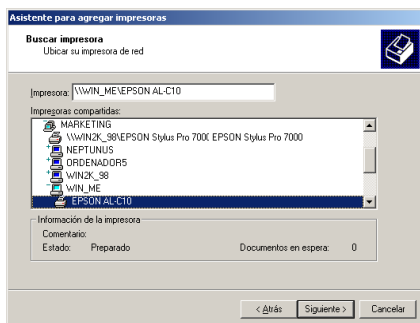 Asistente para agregar impresoras
Buscar impresora
Ubicar su impresora de red
Impresora: \\WIN_ME\EPSON AL-C10
Impresoras compartidas:
MARKETING
\\WIN2K_98\EPSON Stylus Pro 700( EPSON Stylus Pro 7000
NEPTUNUS
ORDENADOR5
WIN2K_98
WIN_ME
EPSON AL-C10
Información de la impresora
Comentario:
Estado: Preparado Documentos en espera: 0
< Atrás Siguiente > Cancelar